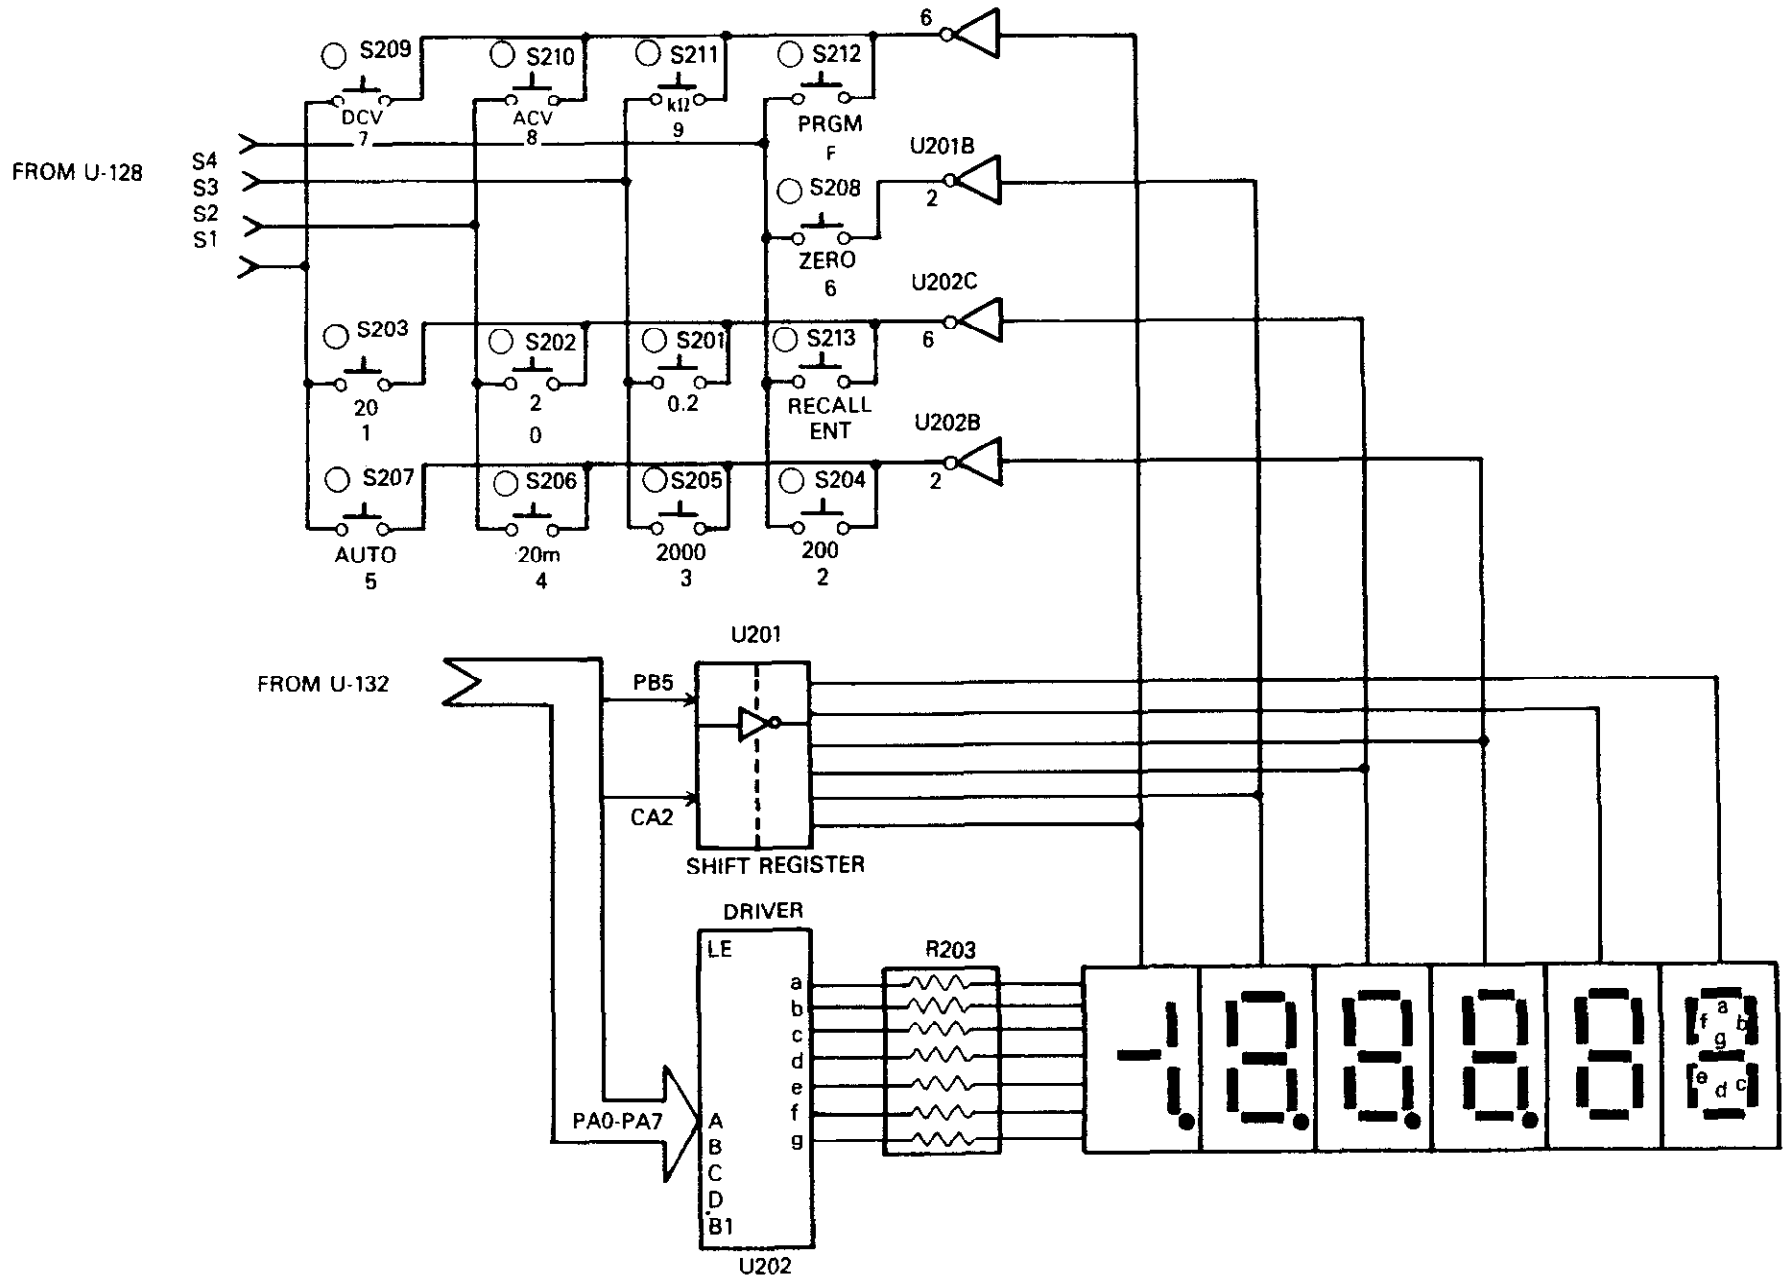 6
S209
S210
S211
S212
DCV
7
ACV
8
kΩ
9
PRGM
F
FROM U-128
S4
S3
S2
S1
U201B
2
S208
ZERO
6
U202C
6
S203
S202
S201
S213
20
1
2
0
0.2
RECALL
ENT
U202B
2
S207
S206
S205
S204
AUTO
5
20m
4
2000
3
200
2
U201
FROM U-132
PB5
CA2
SHIFT REGISTER
DRIVER
LE
R203
a
b
c
d
e
f
g
PA0-PA7
A
B
C
D
B1
U202
a
f b
g
e d c